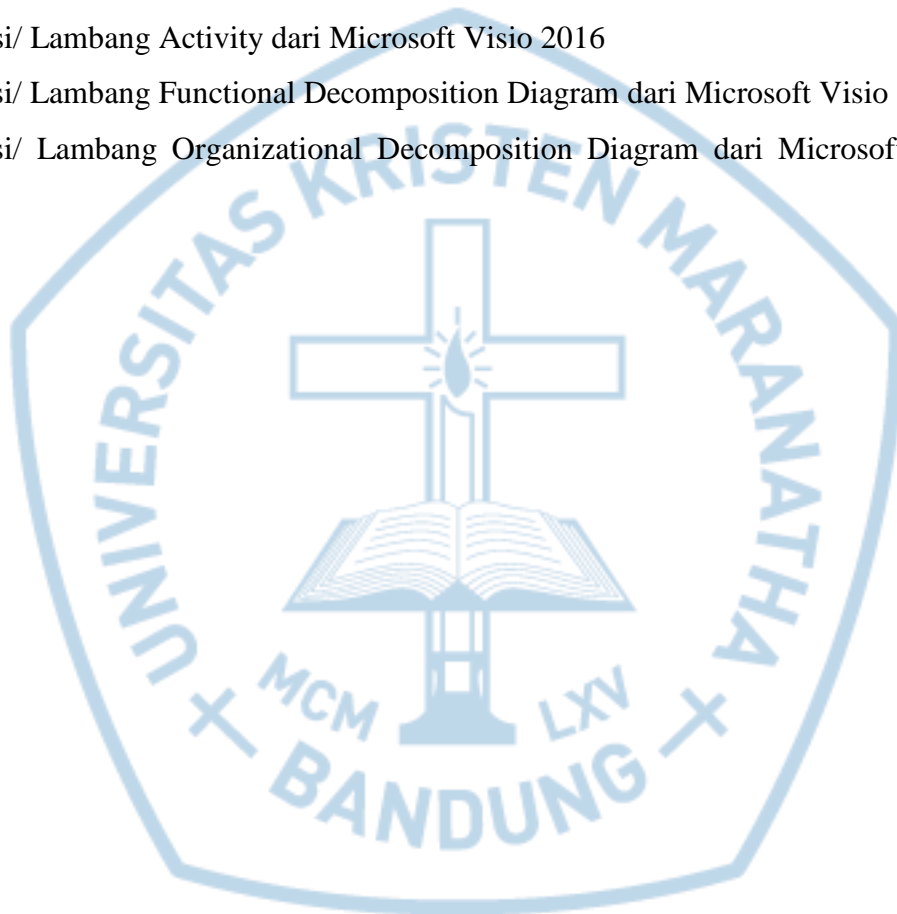 si/ Lambang Activity dari Microsoft Visio 2016
si/ Lambang Functional Decomposition Diagram dari Microsoft Visio
si/ Lambang Organizational Decomposition Diagram dari Microsof
UNIVERSITAS KRISTEN MARANATHA
MCM LXV
BANDUNG